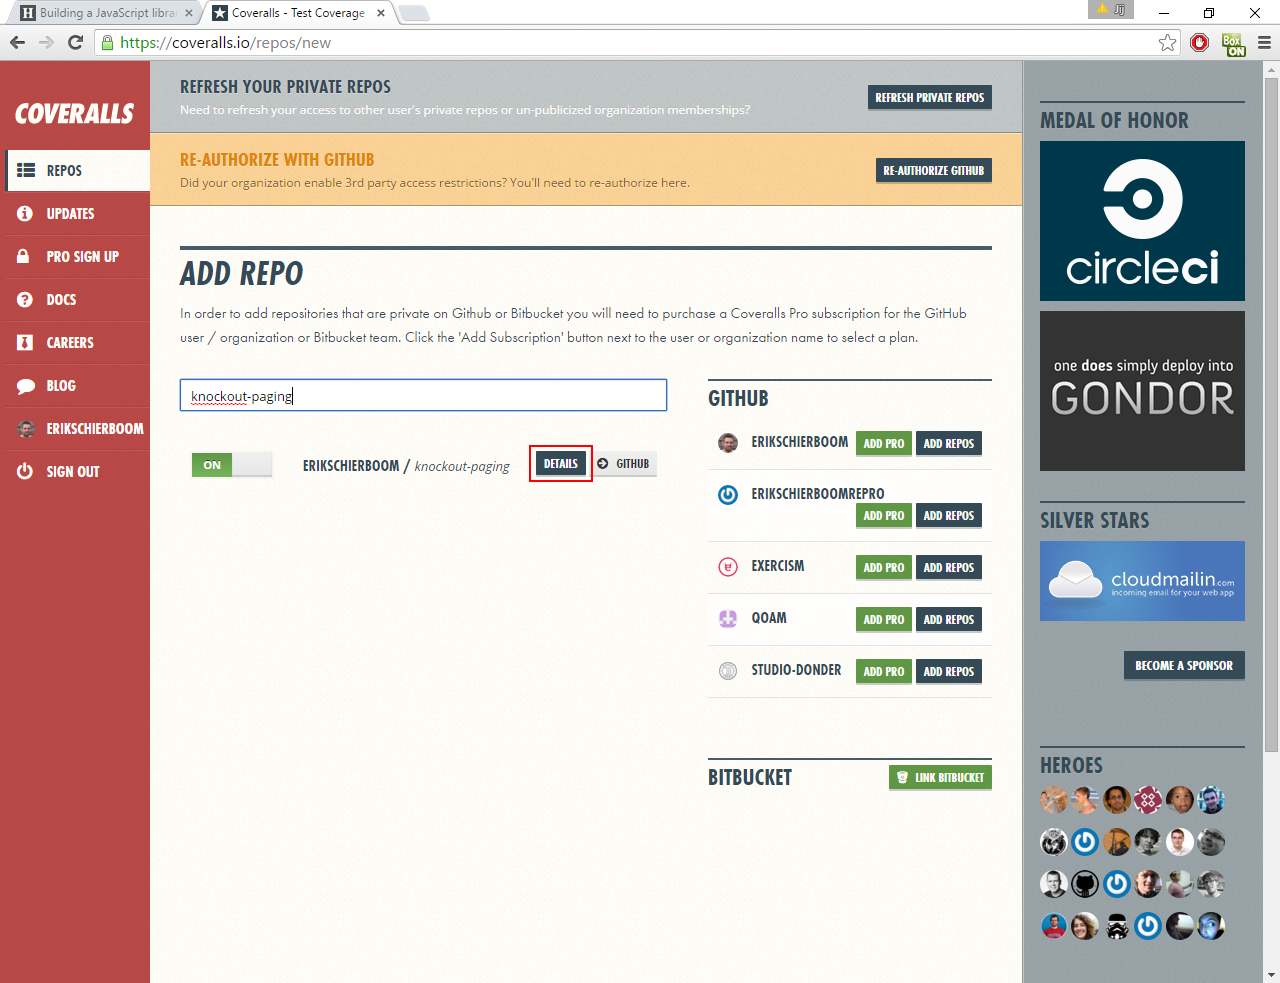 Building a JavaScript libra
Coveralls - Test Coverage
Jij
https://coveralls.io/repos/new
Box
ON
COVERALLS
REPOS
UPDATES
PRO SIGN UP
DOCS
CAREERS
BLOG
ERIKSCHIERBOOM
SIGN OUT
REFRESH YOUR PRIVATE REPOS
Need to refresh your access to other user's private repos or un-publicized organization memberships?
REFRESH PRIVATE REPOS
RE-AUTHORIZE WITH GITHUB
Did your organization enable 3rd party access restrictions? You'll need to re-authorize here.
RE-AUTHORIZE GITHUB
ADD REPO
In order to add repositories that are private on Github or Bitbucket you will need to purchase a Coveralls Pro subscription for the GitHub
user / organization or Bitbucket team. Click the 'Add Subscription' button next to the user or organization name to select a plan.
knockout-paging
ON
ERIKSCHIERBOOM / knockout-paging
DETAILS
GITHUB
GITHUB
ERIKSCHIERBOOM ADD PRO ADD REPOS
ERIKSCHIERBOOMREPRO
ADD PRO ADD REPOS
EXERCISM ADD PRO ADD REPOS
QOAM ADD PRO ADD REPOS
STUDIO-DONDER ADD PRO ADD REPOS
BITBUCKET
LINK BITBUCKET
MEDAL OF HONOR
circleci
one does simply deploy into
GONDOR
SILVER STARS
cloudmailin.com
incoming email for your web app
BECOME A SPONSOR
HEROES